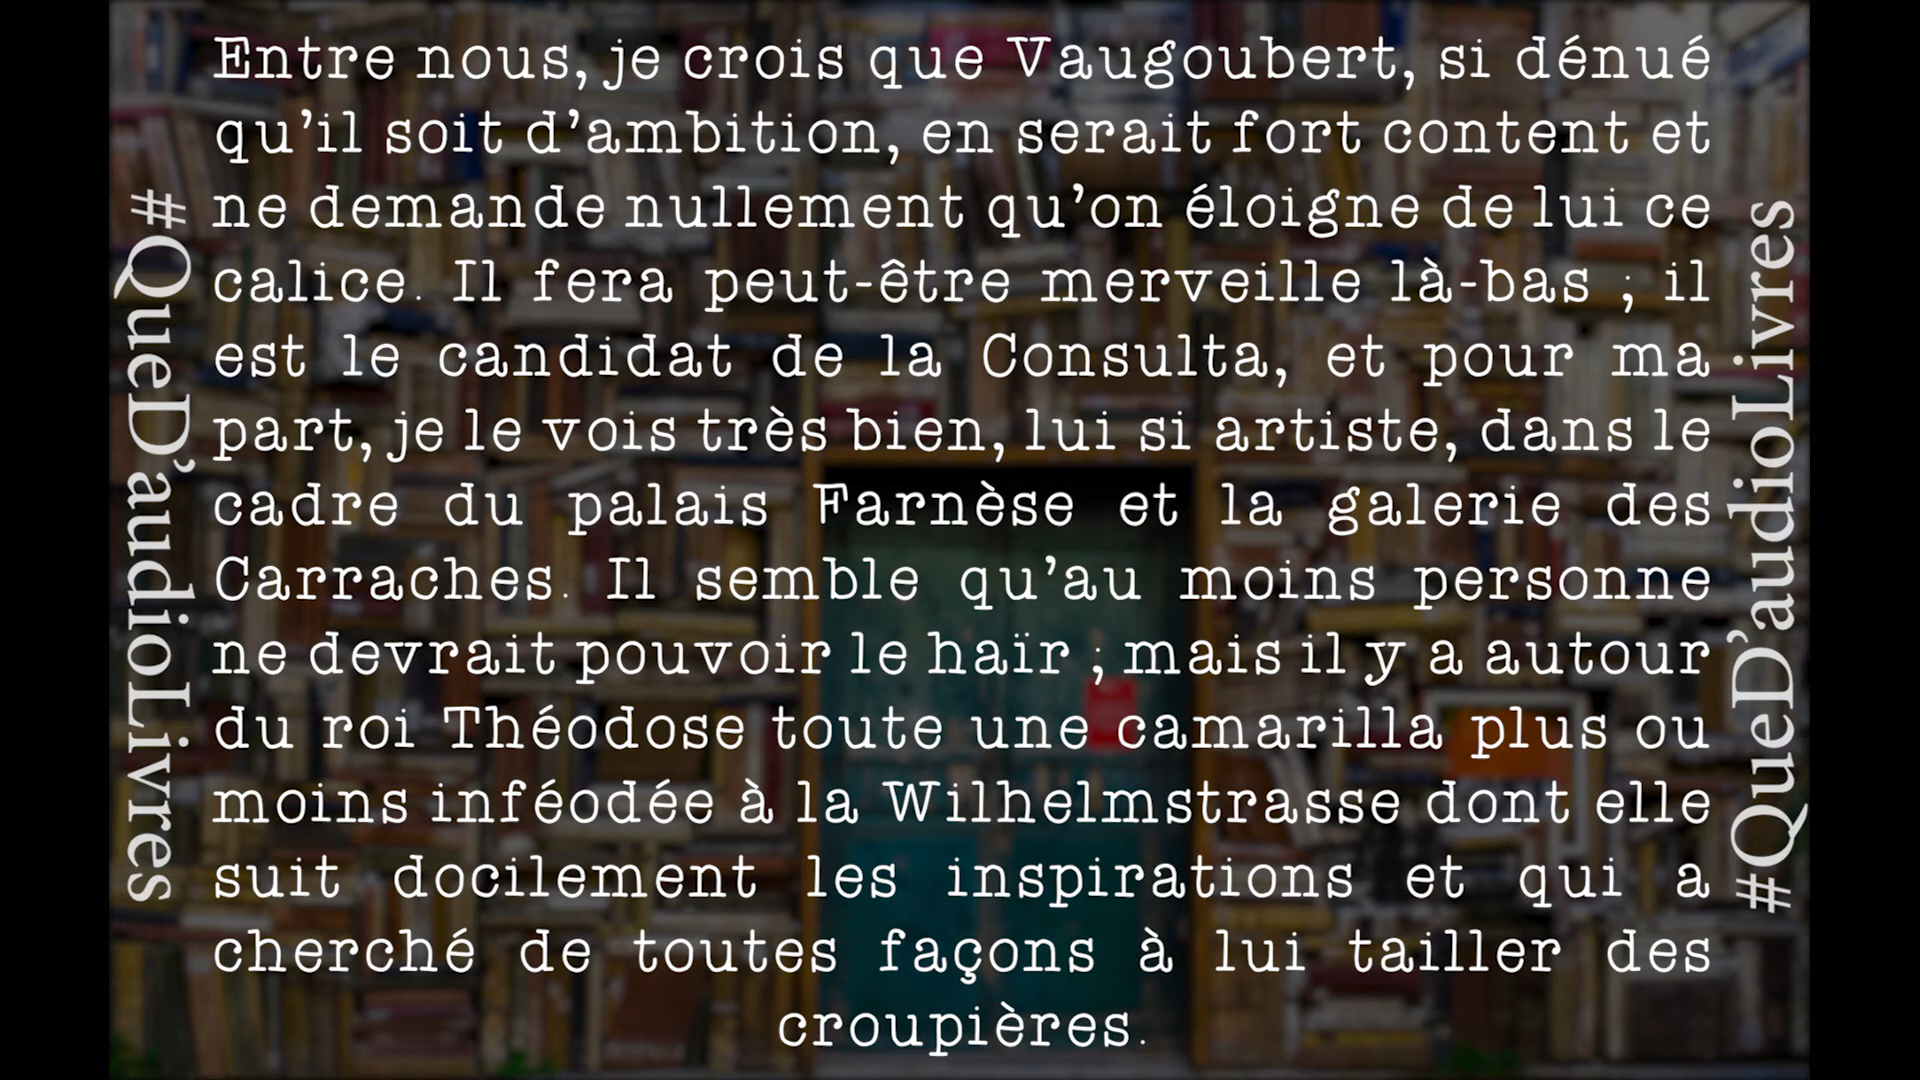 Entre nous, je crois que Vaugoubert, si dénué
qu’il soit d’ambition, en serait fort content et
ne demande nullement qu’on éloigne de lui ce
calice. Il fera peut-être merveille là-bas ; il
est le candidat de la Consulta, et pour ma
part, je le vois très bien, lui si artiste, dans le
cadre du palais Farnèse et la galerie des
Carraches. Il semble qu’au moins personne
ne devrait pouvoir le haïr ; mais il y a autour
du roi Théodose toute une camarilla plus ou
moins inféodée à la Wilhelmstrasse dont elle
suit docilement les inspirations et qui a
cherché de toutes façons à lui tailler des
croupières.
#QueD’audioLivres
#QueD’audioLivres